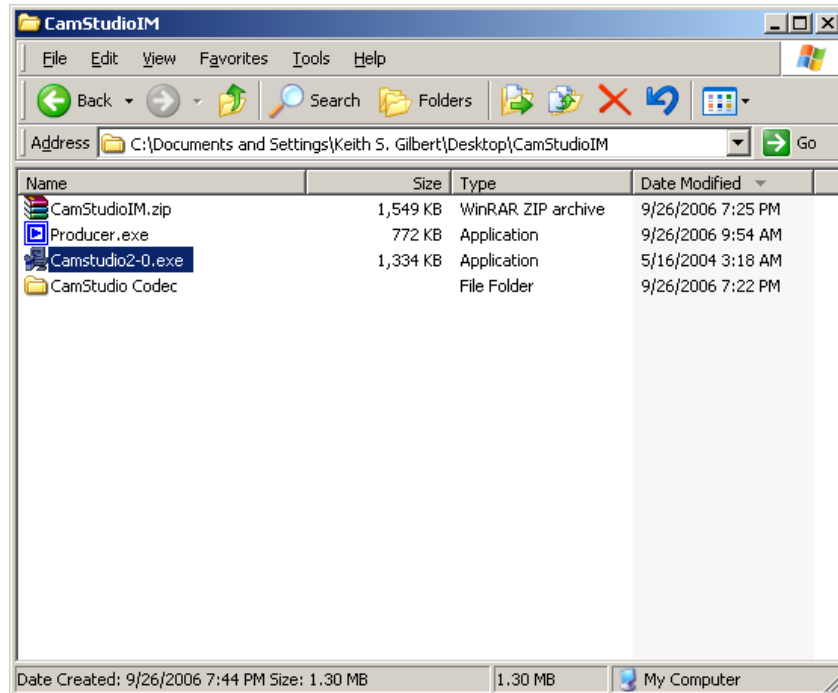 CamStudioIM
File Edit View Favorites Tools Help
Back Search Folders
Address C:\Documents and Settings\Keith S. Gilbert\Desktop\CamStudioIM Go
Name Size Type Date Modified
CamStudioIM.zip 1,549 KB WinRAR ZIP archive 9/26/2006 7:25 PM
Producer.exe 772 KB Application 9/26/2006 9:54 AM
Camstudio2-0.exe 1,334 KB Application 5/16/2004 3:18 AM
CamStudio Codec File Folder 9/26/2006 7:22 PM
Date Created: 9/26/2006 7:44 PM Size: 1.30 MB 1.30 MB My Computer